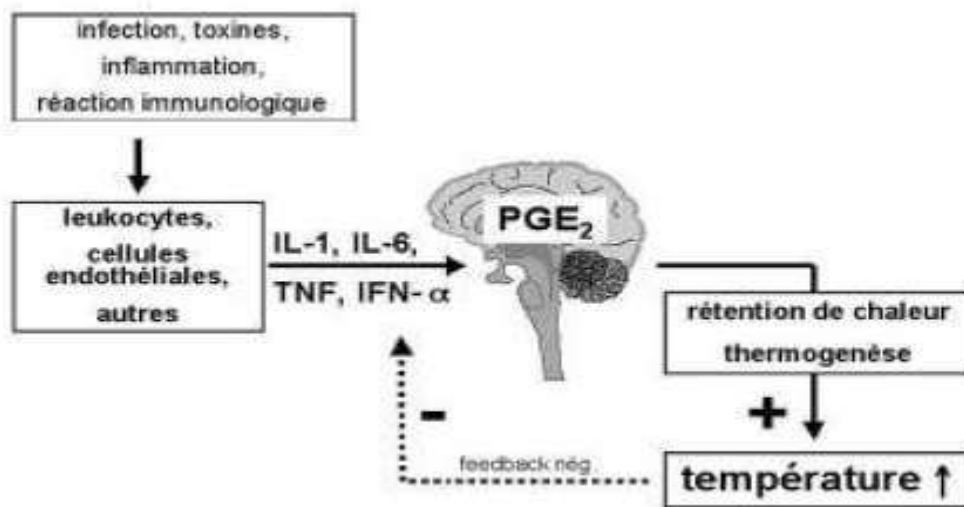 infection, toxines,
inflammation,
réaction immunologique
leukocytes,
cellules
endothéliales,
autres
IL-1, IL-6,
TNF, IFN- α
PGE₂
rétention de chaleur
thermogenèse
+
-
feedback nég.
température ↑